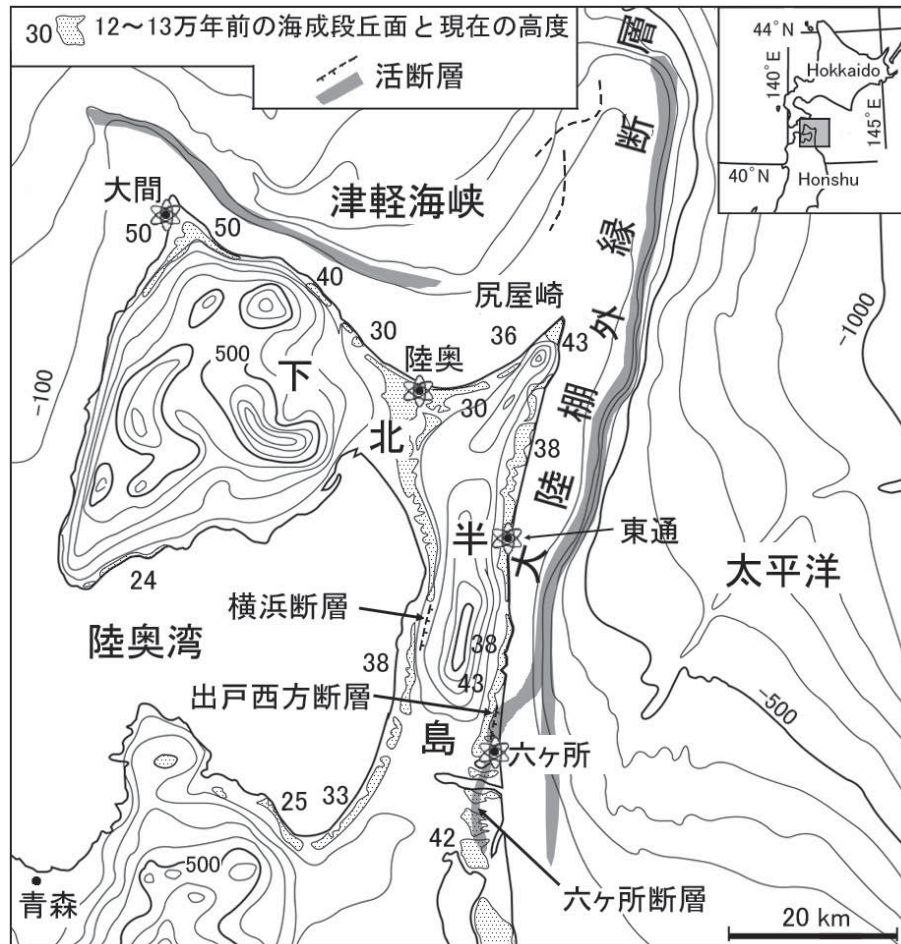 30 12～13万年前の海成段丘面と現在の高度
活断層
44°N
140°E
Hokkaido
145°E
40°N
Honshu
大間
50
50
津軽海峡
40
尻屋崎
30
36
43
陸奥
30
500
-100
-1000
38
下北半島
大陸棚外縁断層
東通
太平洋
24
横浜断層
陸奥湾
38
38
43
出戸西方断層
-500
六ヶ所
25
33
42
500
六ヶ所断層
青森
20 km